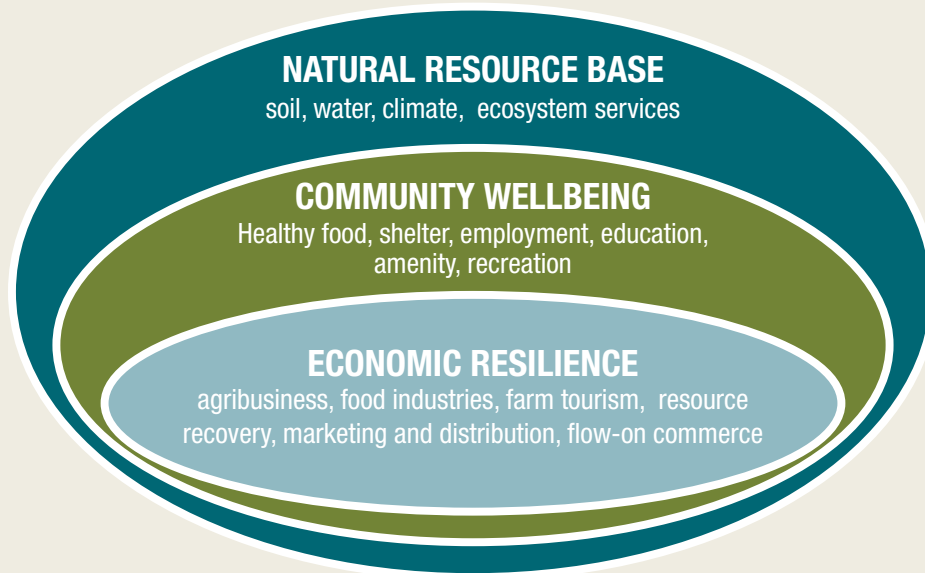 NATURAL RESOURCE BASE
soil, water, climate, ecosystem services
COMMUNITY WELLBEING
Healthy food, shelter, employment, education,
amenity, recreation
ECONOMIC RESILIENCE
agribusiness, food industries, farm tourism, resource
recovery, marketing and distribution, flow-on commerce